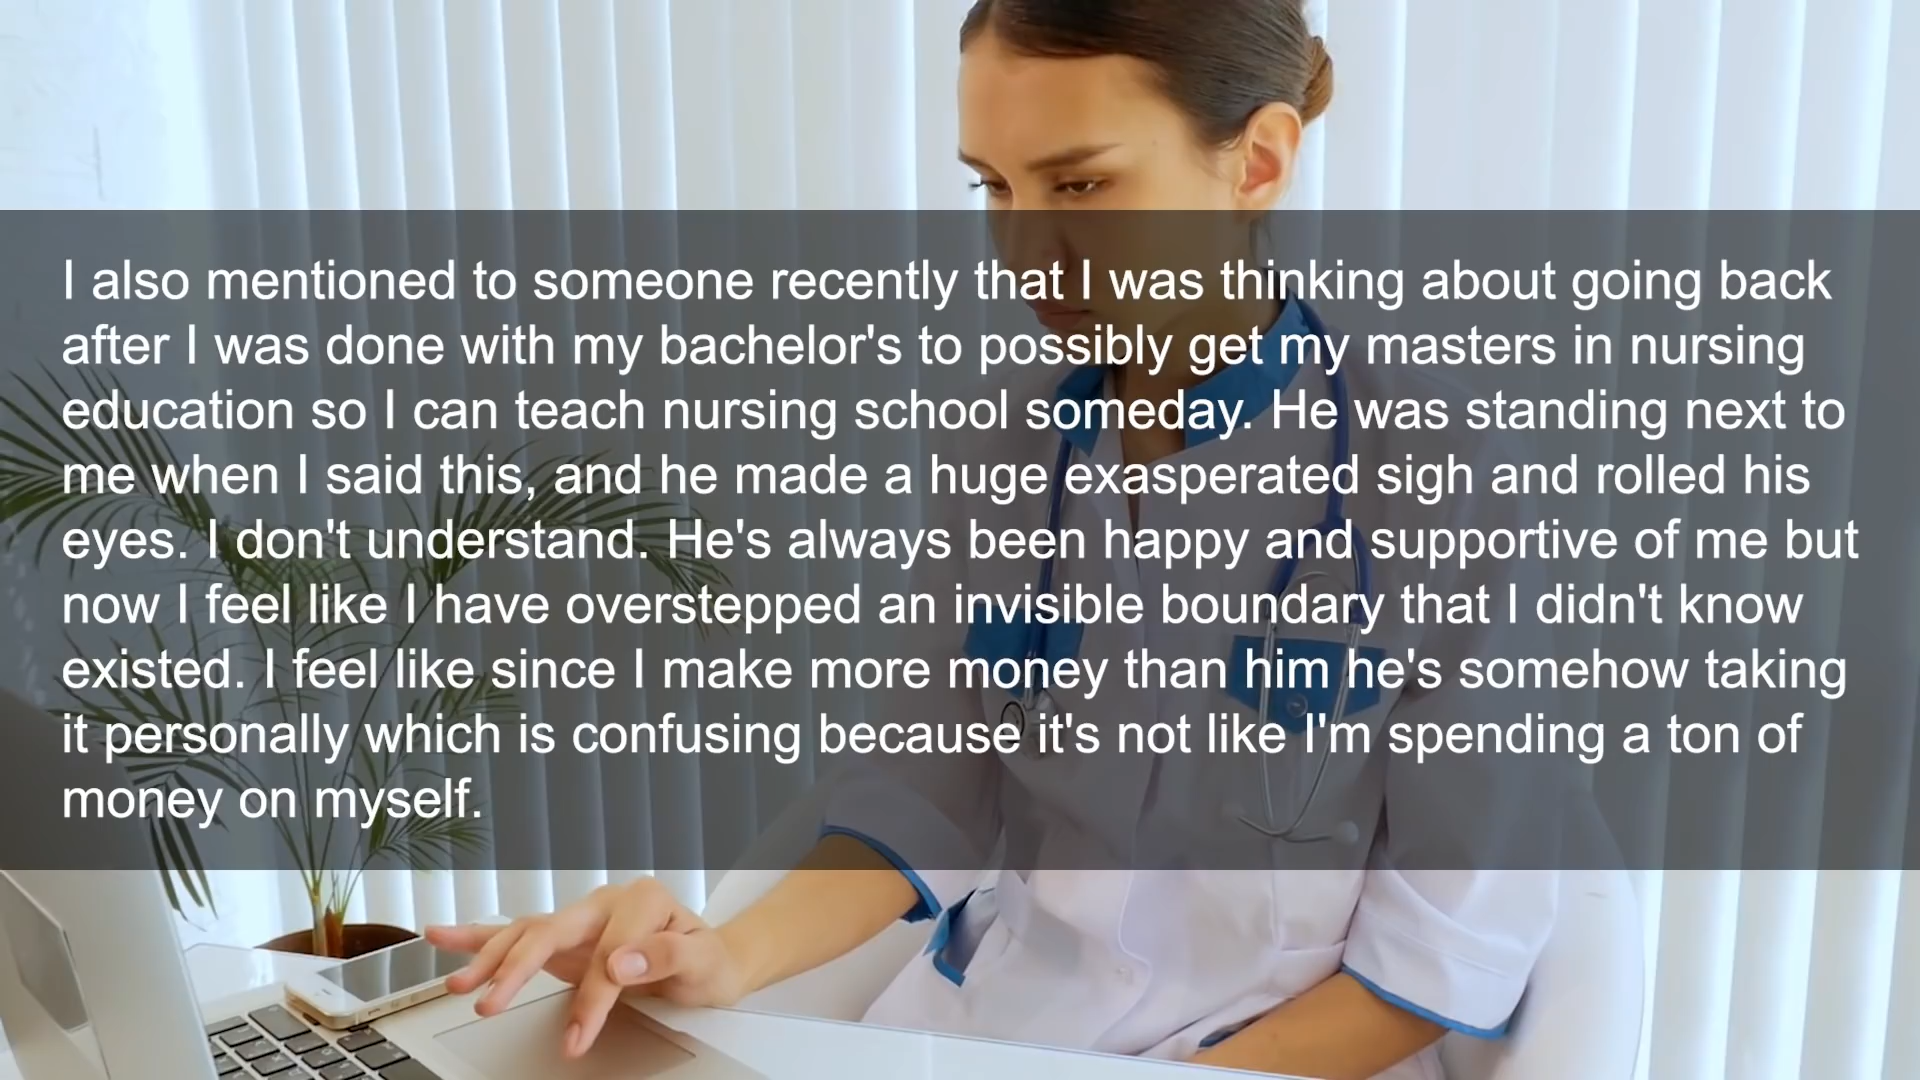 I also mentioned to someone recently that I was thinking about going back
after I was done with my bachelor's to possibly get my masters in nursing
education so I can teach nursing school someday. He was standing next to
me when I said this, and he made a huge exasperated sigh and rolled his
eyes. I don't understand. He's always been happy and supportive of me but
now I feel like I have overstepped an invisible boundary that I didn't know
existed. I feel like since I make more money than him he's somehow taking
it personally which is confusing because it's not like I'm spending a ton of
money on myself.